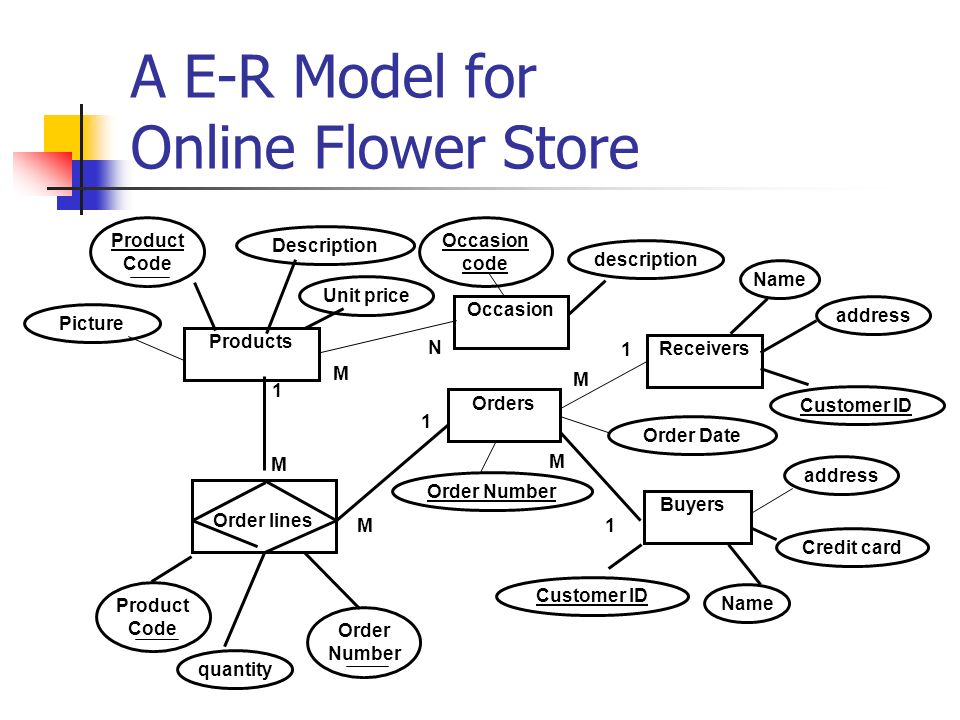 A E-R Model for
Online Flower Store
Product
Code
Description
Occasion
code
description
Name
Unit price
Picture
Occasion
address
Products
N
1
Receivers
M
M
1
Orders
Customer ID
1
Order Date
M
M
address
Order Number
Buyers
Order lines
M
1
Credit card
Product
Code
Customer ID
Name
Order
Number
quantity